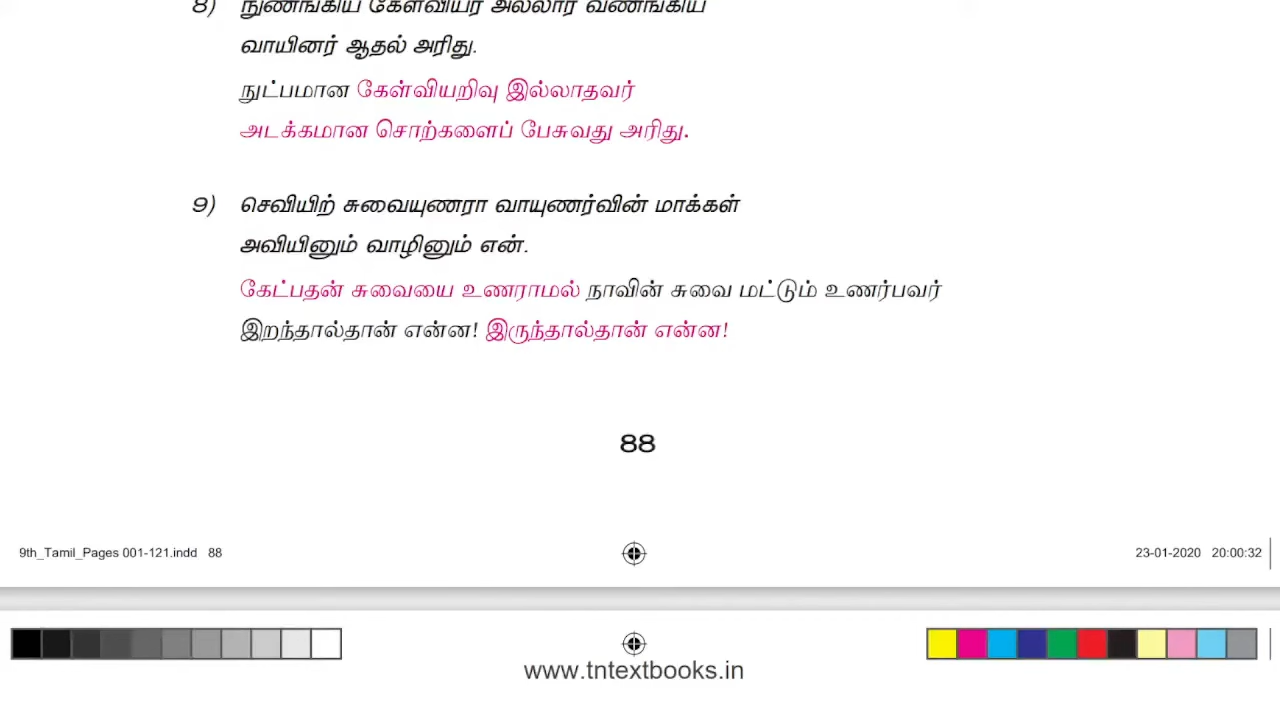 8) நுணங்கிய கேள்வியர் அல்லார் வணங்கிய
வாயினர் ஆதல் அரிது.
நுட்பமான கேள்வியறிவு இல்லாதவர்
அடக்கமான சொற்களைப் பேசுவது அரிது.
9) செவியிற் சுவையுணரா வாயுணர்வின் மாக்கள்
அவியினும் வாழினும் என்.
கேட்பதன் சுவையை உணராமல் நாவின் சுவை மட்டும் உணர்பவர்
இறந்தால்தான் என்ன! இருந்தால்தான் என்ன!
88
9th_Tamil_Pages 001-121.indd 88
23-01-2020 20:00:32
www.tntextbooks.in